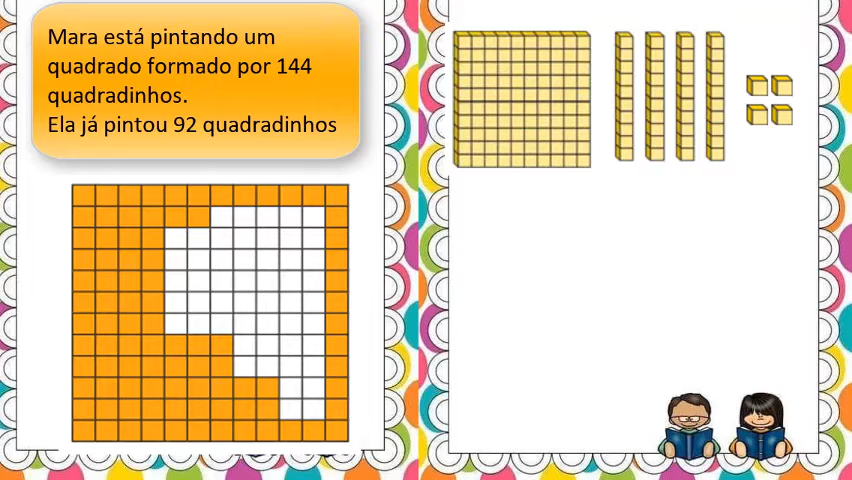 Mara está pintando um
quadrado formado por 144
quadradinhos.
Ela já pintou 92 quadradinhos